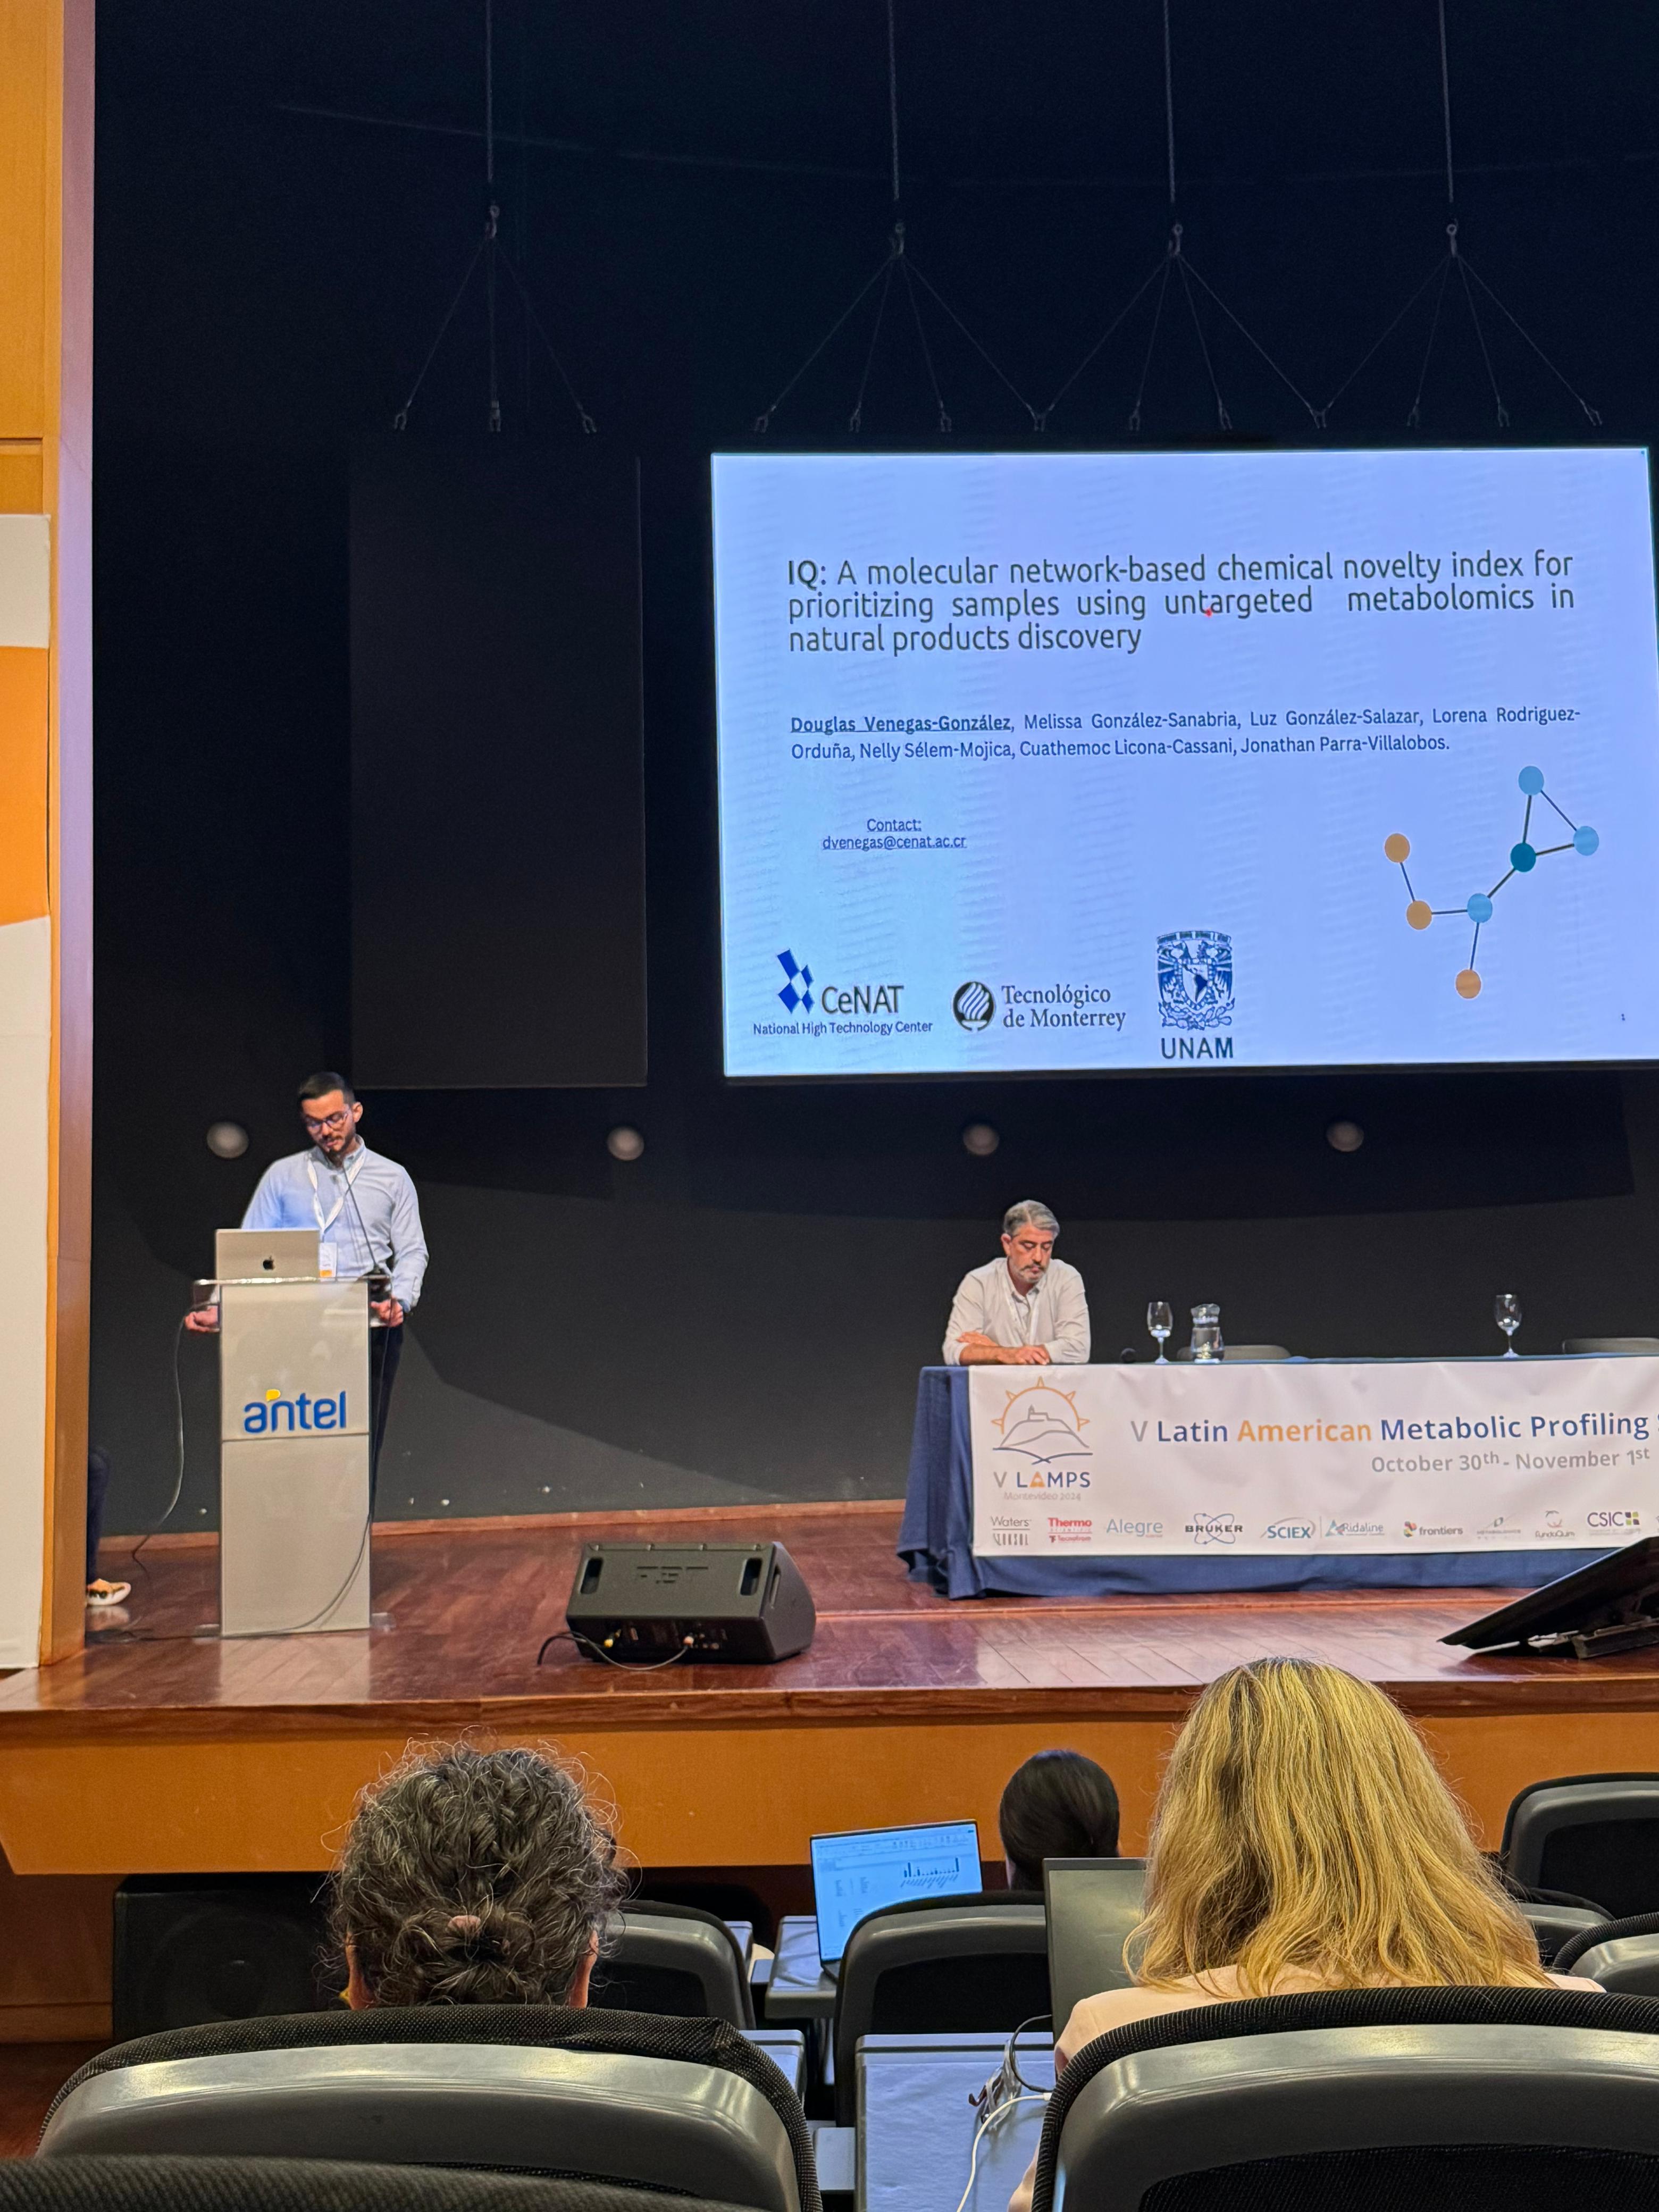 IQ: A molecular network-based chemical novelty index for
prioritizing samples using untargeted metabolomics in
natural products discovery
Douglas Venegas-González, Melissa González-Sanabria, Luz González-Salazar, Lorena Rodriguez-
Orduña, Nelly Sélem-Mojica, Cuathemoc Licona-Cassani, Jonathan Parra-Villalobos.
Contact:
dvenegas@cenat.ac.cr
CeNAT
National High Technology Center
Tecnológico
de Monterrey
UNAM
1
antel
V Latin American Metabolic Profiling
October 30th - November 1st
V LAMPS
Montevideo 2024
Waters
Thermo
Alegre
BRUKER
SCIEX
Ridaline
frontiers
FundaQuim
CSIC
FBT